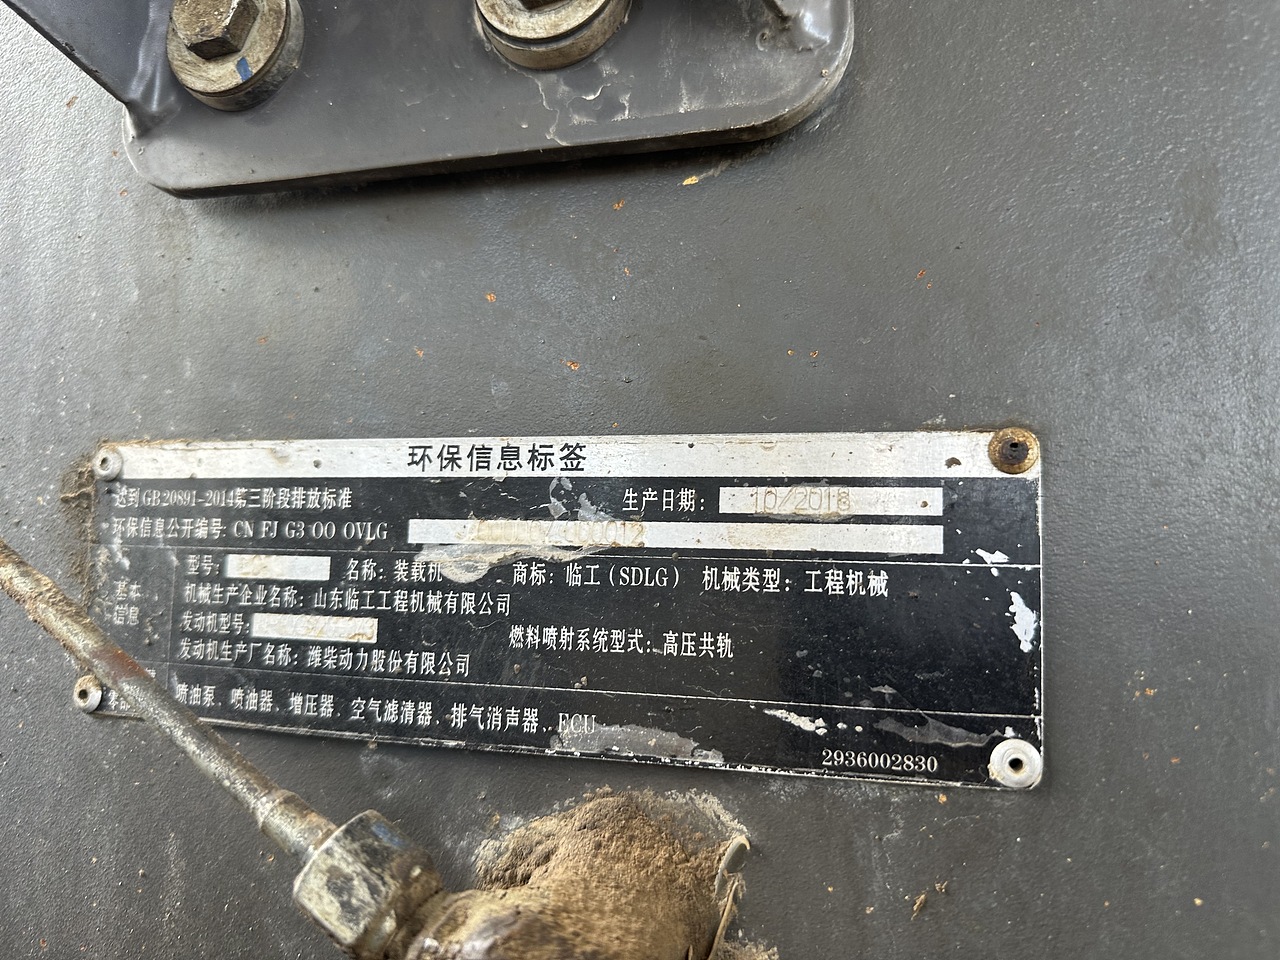 环保信息标签
达到GB20891-2014第三阶段排放标准 生产日期: 10/2018
环保信息公开编号: CN FJ G3 OO OVLG
型号: 名称: 装载机 商标: 临工(SDLG) 机械类型: 工程机械
基本信息
机械生产企业名称: 山东临工工程机械有限公司
发动机型号: 燃料喷射系统型式: 高压共轨
发动机生产厂名称: 潍柴动力股份有限公司
喷油泵、喷油器、增压器、空气滤清器、排气消声器、ECU
2936002830